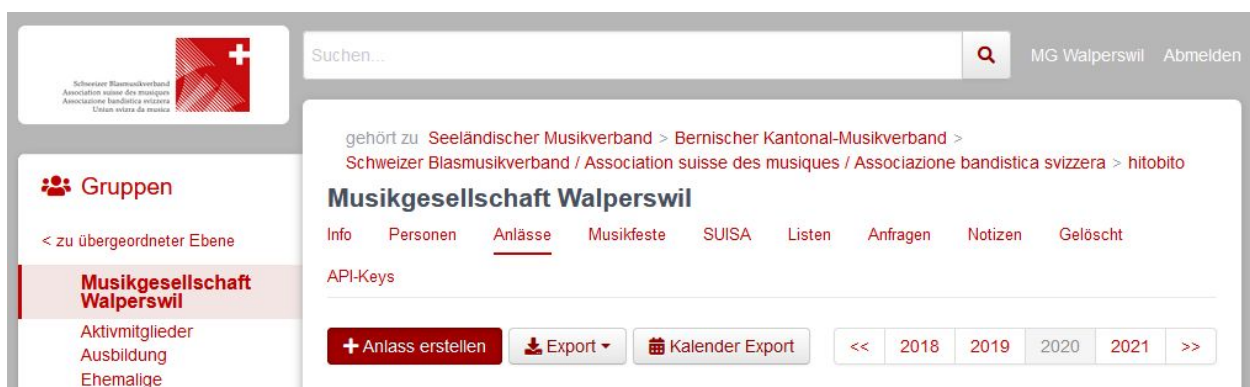 Schweizer Blasmusikverband
Association suisse des musiques
Associazione bandistica svizzera
Uniun svizra da musica
Suchen...
MG Walperswil Abmelden
gehört zu Seeländischer Musikverband > Bernischer Kantonal-Musikverband >
Schweizer Blasmusikverband / Association suisse des musiques / Associazione bandistica svizzera > hitobito
Musikgesellschaft Walperswil
Info Personen Anlässe Musikfeste SUISA Listen Anfragen Notizen Gelöscht
API-Keys
Anlass erstellen Export Kalender Export << 2018 2019 2020 2021 >>
Gruppen
< zu übergeordneter Ebene
Musikgesellschaft
Walperswil
Aktivmitglieder
Ausbildung
Ehemalige